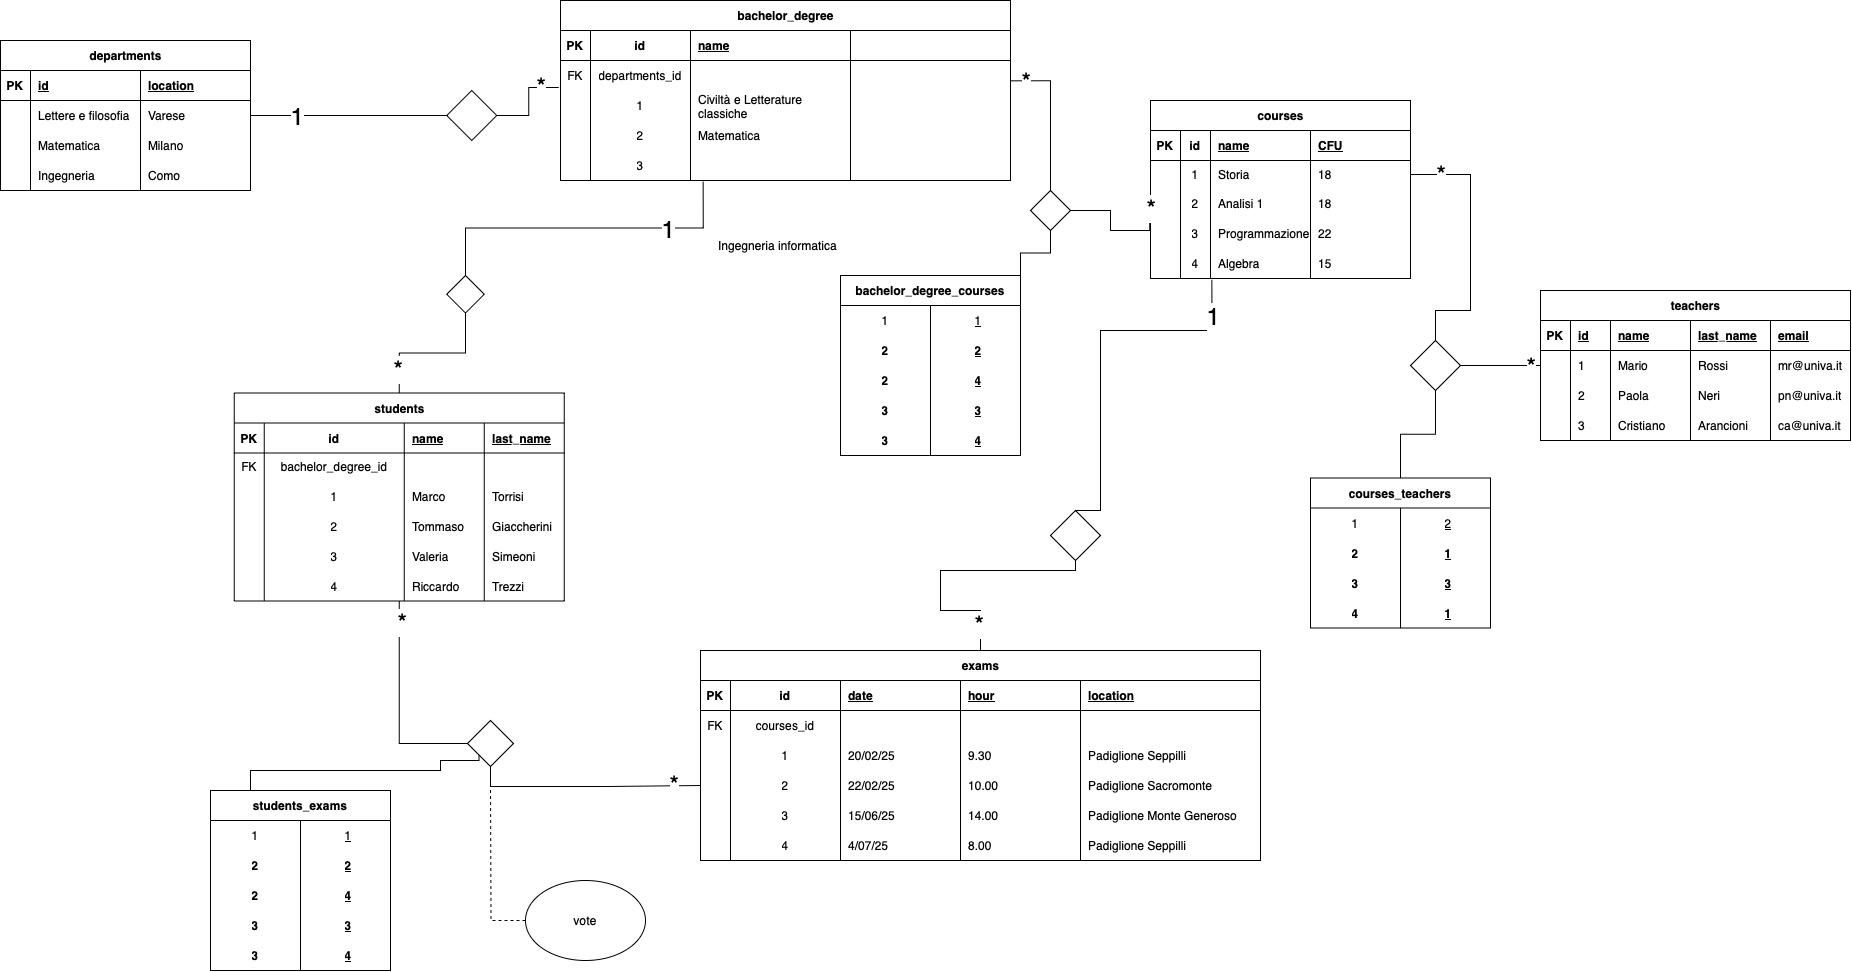 departments
PK id location
Lettere e filosofia Varese
Matematica Milano
Ingegneria Como
1
*
bachelor_degree
PK id name
FK departments_id
1 Civiltà e Letterature
classiche
2 Matematica
3
Ingegneria informatica
1
*
*
*
courses
PK id name CFU
1 Storia 18
2 Analisi 1 18
3 Programmazione 22
4 Algebra 15
*
1
*
teachers
PK id name last_name email
1 Mario Rossi mr@univa.it
2 Paola Neri pn@univa.it
3 Cristiano Arancioni ca@univa.it
bachelor_degree_courses
1 1
2 2
2 4
3 3
3 4
students
PK id name last_name
FK bachelor_degree_id
1 Marco Torrisi
2 Tommaso Giaccherini
3 Valeria Simeoni
4 Riccardo Trezzi
*
courses_teachers
1 2
2 1
3 3
4 1
*
exams
PK id date hour location
FK courses_id
1 20/02/25 9.30 Padiglione Seppilli
2 22/02/25 10.00 Padiglione Sacromonte
3 15/06/25 14.00 Padiglione Monte Generoso
4 4/07/25 8.00 Padiglione Seppilli
*
students_exams
1 1
2 2
2 4
3 3
3 4
vote